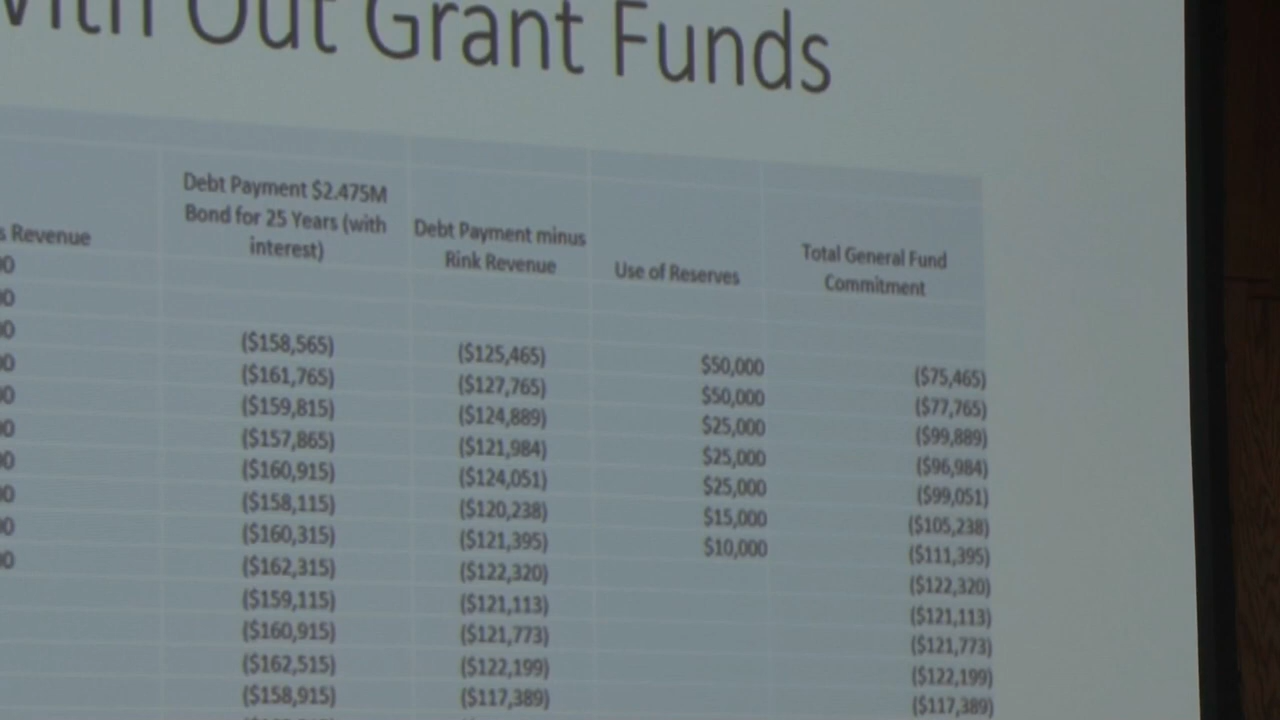 With Out Grant Funds
s Revenue
Debt Payment $2.475M
Bond for 25 Years (with
interest)
Debt Payment minus
Rink Revenue
Use of Reserves
Total General Fund
Commitment
($158,565) ($125,465) $50,000 ($75,465)
($161,765) ($127,765) $50,000 ($77,765)
($159,815) ($124,889) $25,000 ($99,889)
($157,865) ($121,984) $25,000 ($96,984)
($160,915) ($124,051) $25,000 ($99,051)
($158,115) ($120,238) $15,000 ($105,238)
($160,315) ($121,395) $10,000 ($111,395)
($162,315) ($122,320) ($122,320)
($159,115) ($121,113) ($121,113)
($160,915) ($121,773) ($121,773)
($162,515) ($122,199) ($122,199)
($158,915) ($117,389) ($117,389)